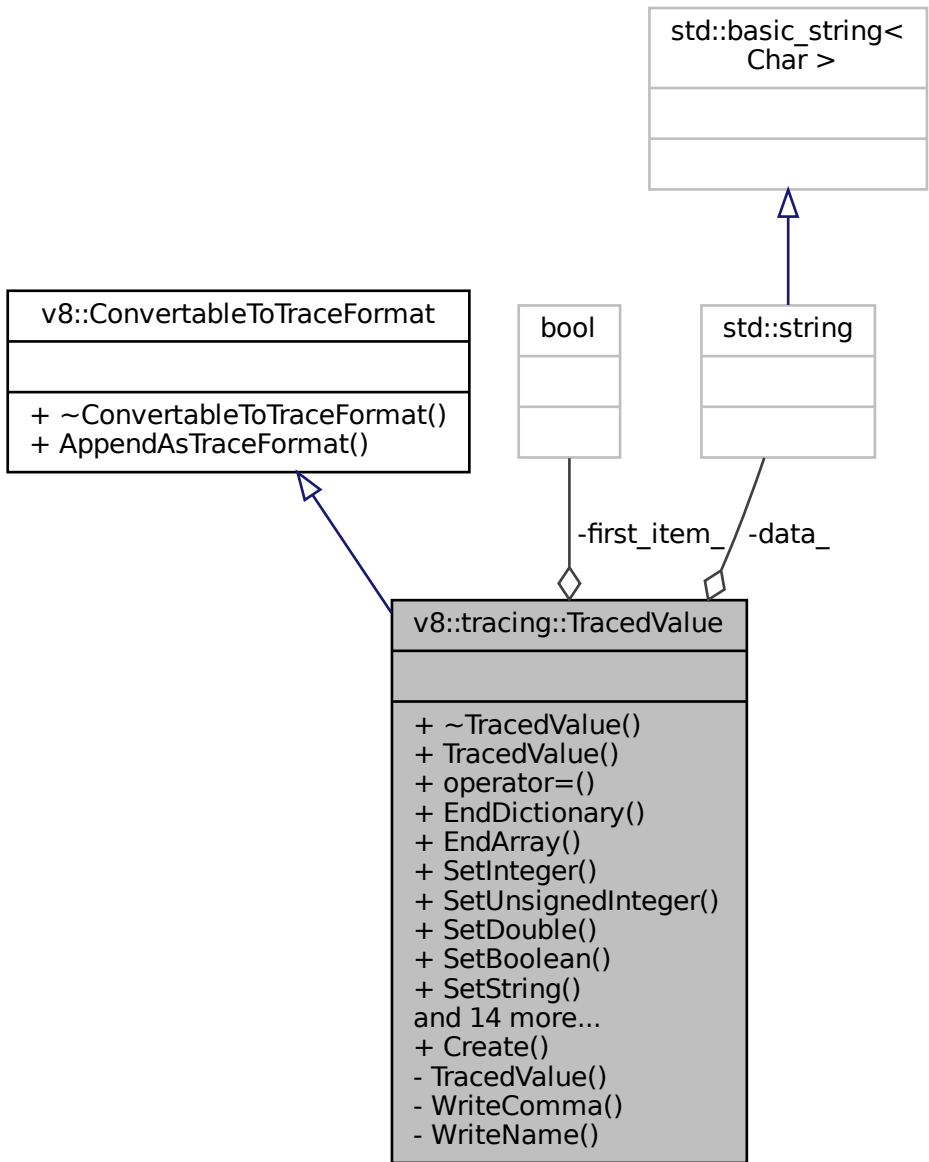 std::basic_string<
Char >
v8::ConvertableToTraceFormat
+ ~ConvertableToTraceFormat()
+ AppendAsTraceFormat()
bool
std::string
-first_item_
-data_
v8::tracing::TracedValue
+ ~TracedValue()
+ TracedValue()
+ operator=()
+ EndDictionary()
+ EndArray()
+ SetInteger()
+ SetUnsignedInteger()
+ SetDouble()
+ SetBoolean()
+ SetString()
and 14 more...
+ Create()
- TracedValue()
- WriteComma()
- WriteName()